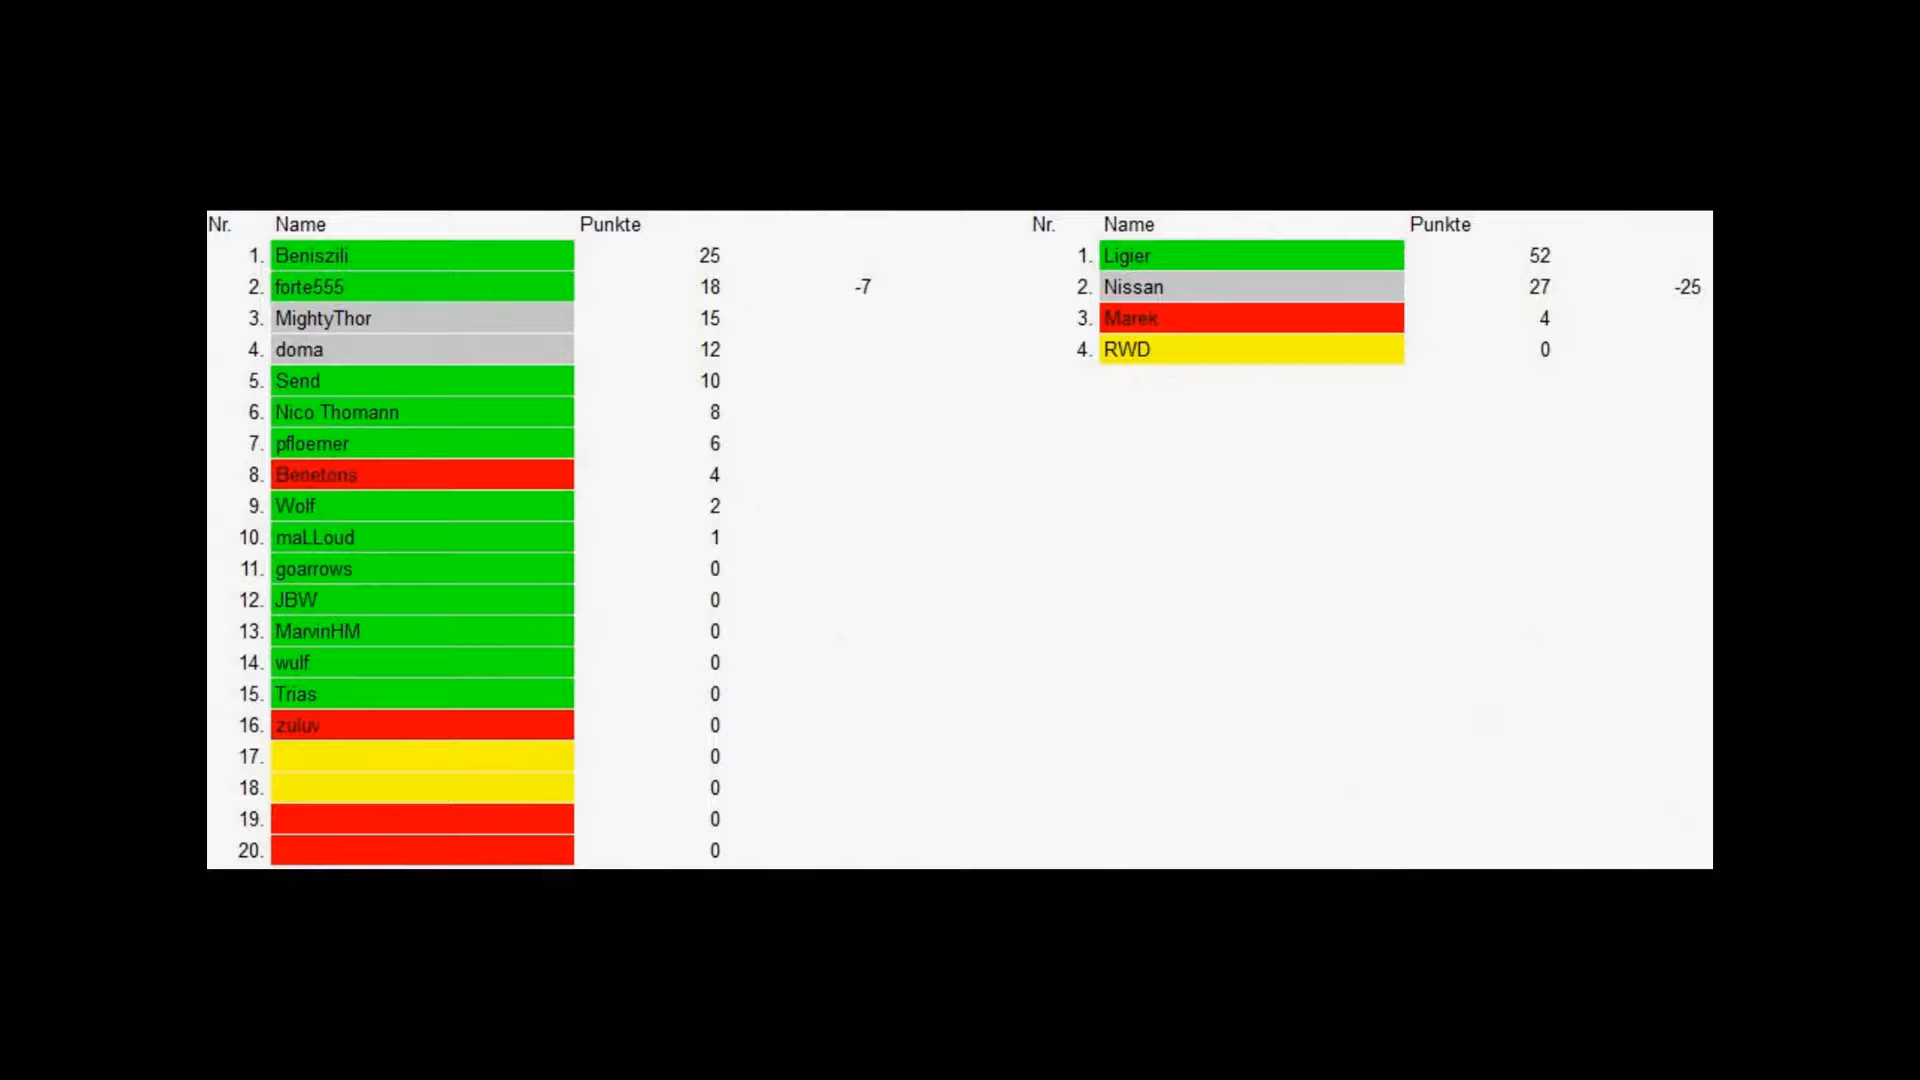 Nr. Name Punkte
1. Beniszili 25
2. forte555 18 -7
3. MightyThor 15
4. doma 12
5. Send 10
6. Nico Thomann 8
7. pfloerner 6
8. Benetons 4
9. Wolf 2
10. maLLoud 1
11. goarrows 0
12. JBW 0
13. MarvinHM 0
14. wulf 0
15. Trias 0
16. zuluv 0
17. 0
18. 0
19. 0
20. 0
Nr. Name Punkte
1. Ligier 52
2. Nissan 27 -25
3. Marek 4
4. RWD 0